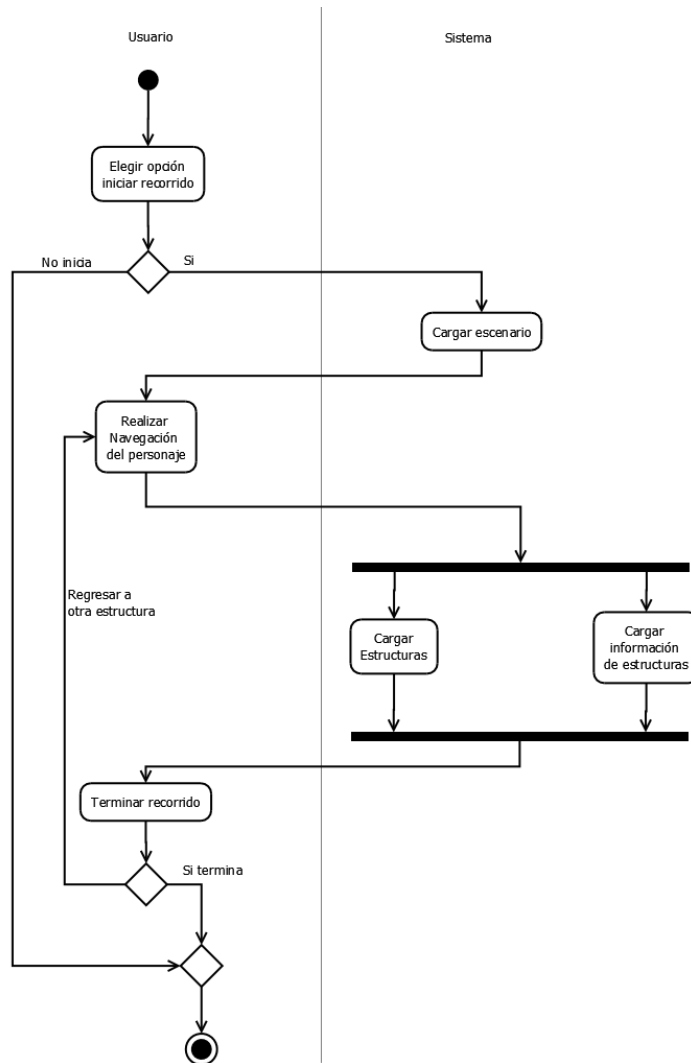 Usuario
Sistema
Elegir opción
iniciar recorrido
No inicia
Si
Cargar escenario
Realizar
Navegación
del personaje
Regresar a
otra estructura
Cargar
Estructuras
Cargar
información
de estructuras
Terminar recorrido
Si termina